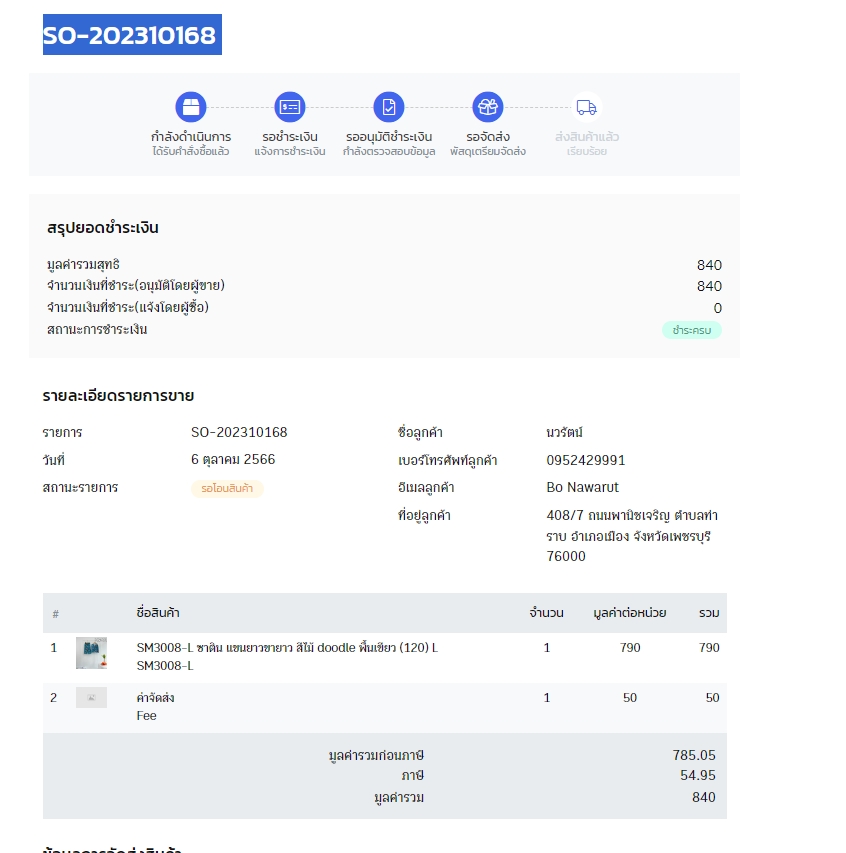 SO-202310168
กำลังดำเนินการ
ได้รับคำสั่งซื้อแล้ว
รอชำระเงิน
แจ้งการชำระเงิน
รออนุมัติชำระเงิน
กำลังตรวจสอบข้อมูล
รอจัดส่ง
พัสดุเตรียมจัดส่ง
ส่งสินค้าแล้ว
เรียบร้อย
สรุปยอดชำระเงิน
มูลค่ารวมสุทธิ 840
จำนวนเงินที่ชำระ(อนุมัติโดยผู้ขาย) 840
จำนวนเงินที่ชำระ(แจ้งโดยผู้ซื้อ) 0
สถานะการชำระเงิน ชำระครบ
รายละเอียดรายการขาย
รายการ SO-202310168
วันที่ 6 ตุลาคม 2566
สถานะรายการ รอโอนสินค้า
ชื่อลูกค้า นวรัตน์
เบอร์โทรศัพท์ลูกค้า 0952429991
อีเมลลูกค้า Bo Nawarut
ที่อยู่ลูกค้า 408/7 ถนนพานิชเจริญ ตำบลท่า
ราบ อำเภอเมือง จังหวัดเพชรบุรี
76000
# ชื่อสินค้า จำนวน มูลค่าต่อหน่วย รวม
1 SM3008-L ซาติน แขนยาวขายาว สีไม้ doodle พื้นเขียว (120) L 1 790 790
SM3008-L
2 ค่าจัดส่ง 1 50 50
Fee
มูลค่ารวมก่อนภาษี 785.05
ภาษี 54.95
มูลค่ารวม 840